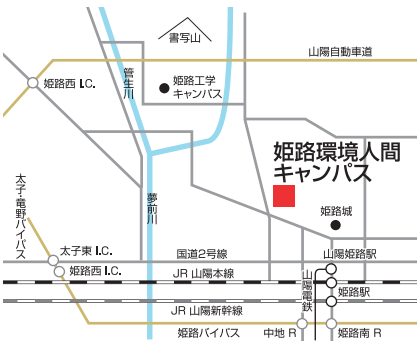 書写山
山陽自動車道
姫路西 I.C.
菅生川
姫路工学
キャンパス
姫路環境人間
キャンパス
太子・竜野バイパス
夢前川
姫路城
太子東 I.C.
国道2号線
山陽姫路駅
姫路西 I.C.
JR 山陽本線
山陽電鉄
姫路駅
JR 山陽新幹線
姫路バイパス
中地 R
姫路南 R